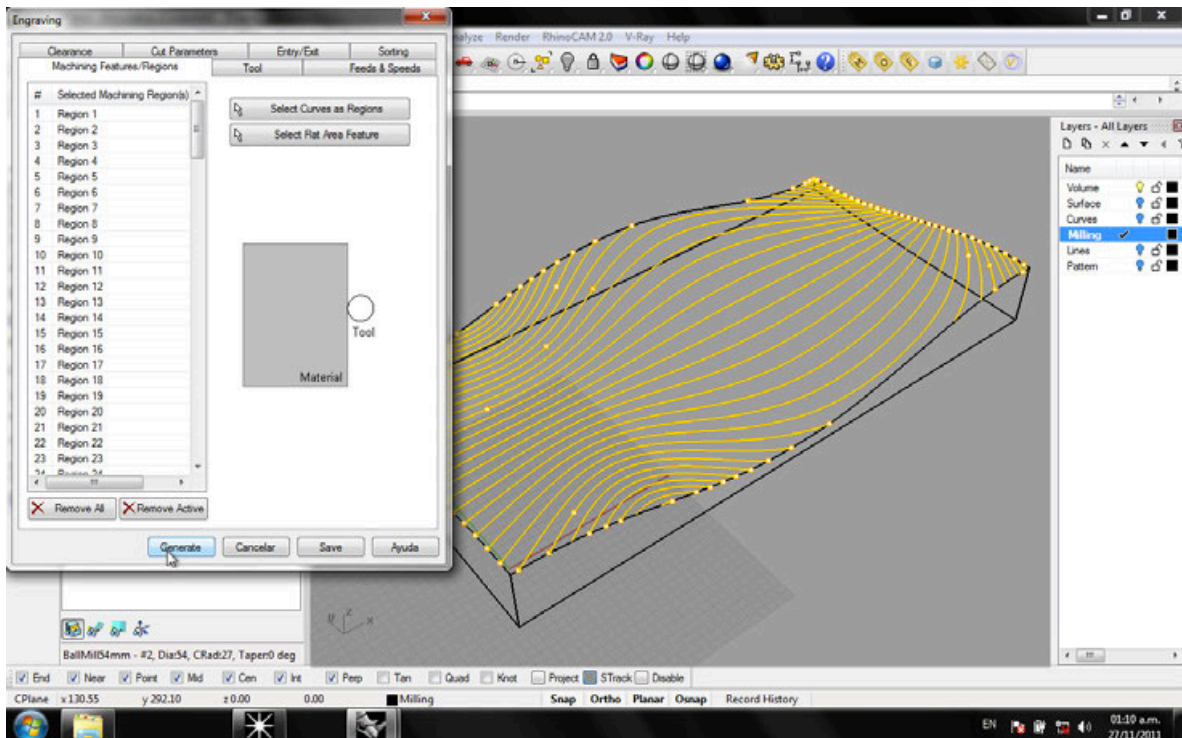 Engraving
Clearance Cut Parameters Entry/Exit Sorting
Machining Features/Regions Tool Feeds & Speeds
# Selected Machining Region(s)
1 Region 1
2 Region 2
3 Region 3
4 Region 4
5 Region 5
6 Region 6
7 Region 7
8 Region 8
9 Region 9
10 Region 10
11 Region 11
12 Region 12
13 Region 13
14 Region 14
15 Region 15
16 Region 16
17 Region 17
18 Region 18
19 Region 19
20 Region 20
21 Region 21
22 Region 22
23 Region 23
24 Region 24
Select Curves as Regions
Select Flat Area Feature
Tool
Material
Remove All Remove Active
Generate Cancelar Save Ayuda
Render RhinoCAM 2.0 V-Ray Help
Layers - All Layers
Name
Volume
Surface
Curves
Milling
Lines
Pattern
z
y x
BallMill54mm - #2, Dia:54, CRad:27, Taper:0 deg
End Near Point Mid Cen Int Perp Tan Quad Knot Project STrack Disable
CPlane x 130.55 y 292.10 z 0.00 0.00 Milling Snap Ortho Planar Osnap Record History
EN 01:10 a.m.
27/11/2011